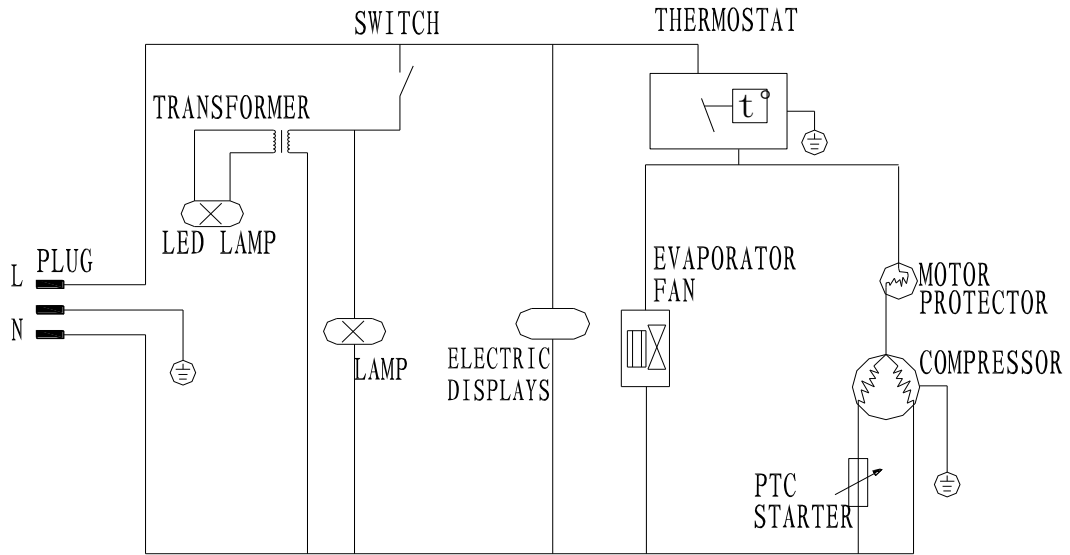 SWITCH
THERMOSTAT
t
TRANSFORMER
LED LAMP
PLUG
L
N
LAMP
ELECTRIC
DISPLAYS
EVAPORATOR
FAN
MOTOR
PROTECTOR
COMPRESSOR
PTC
STARTER